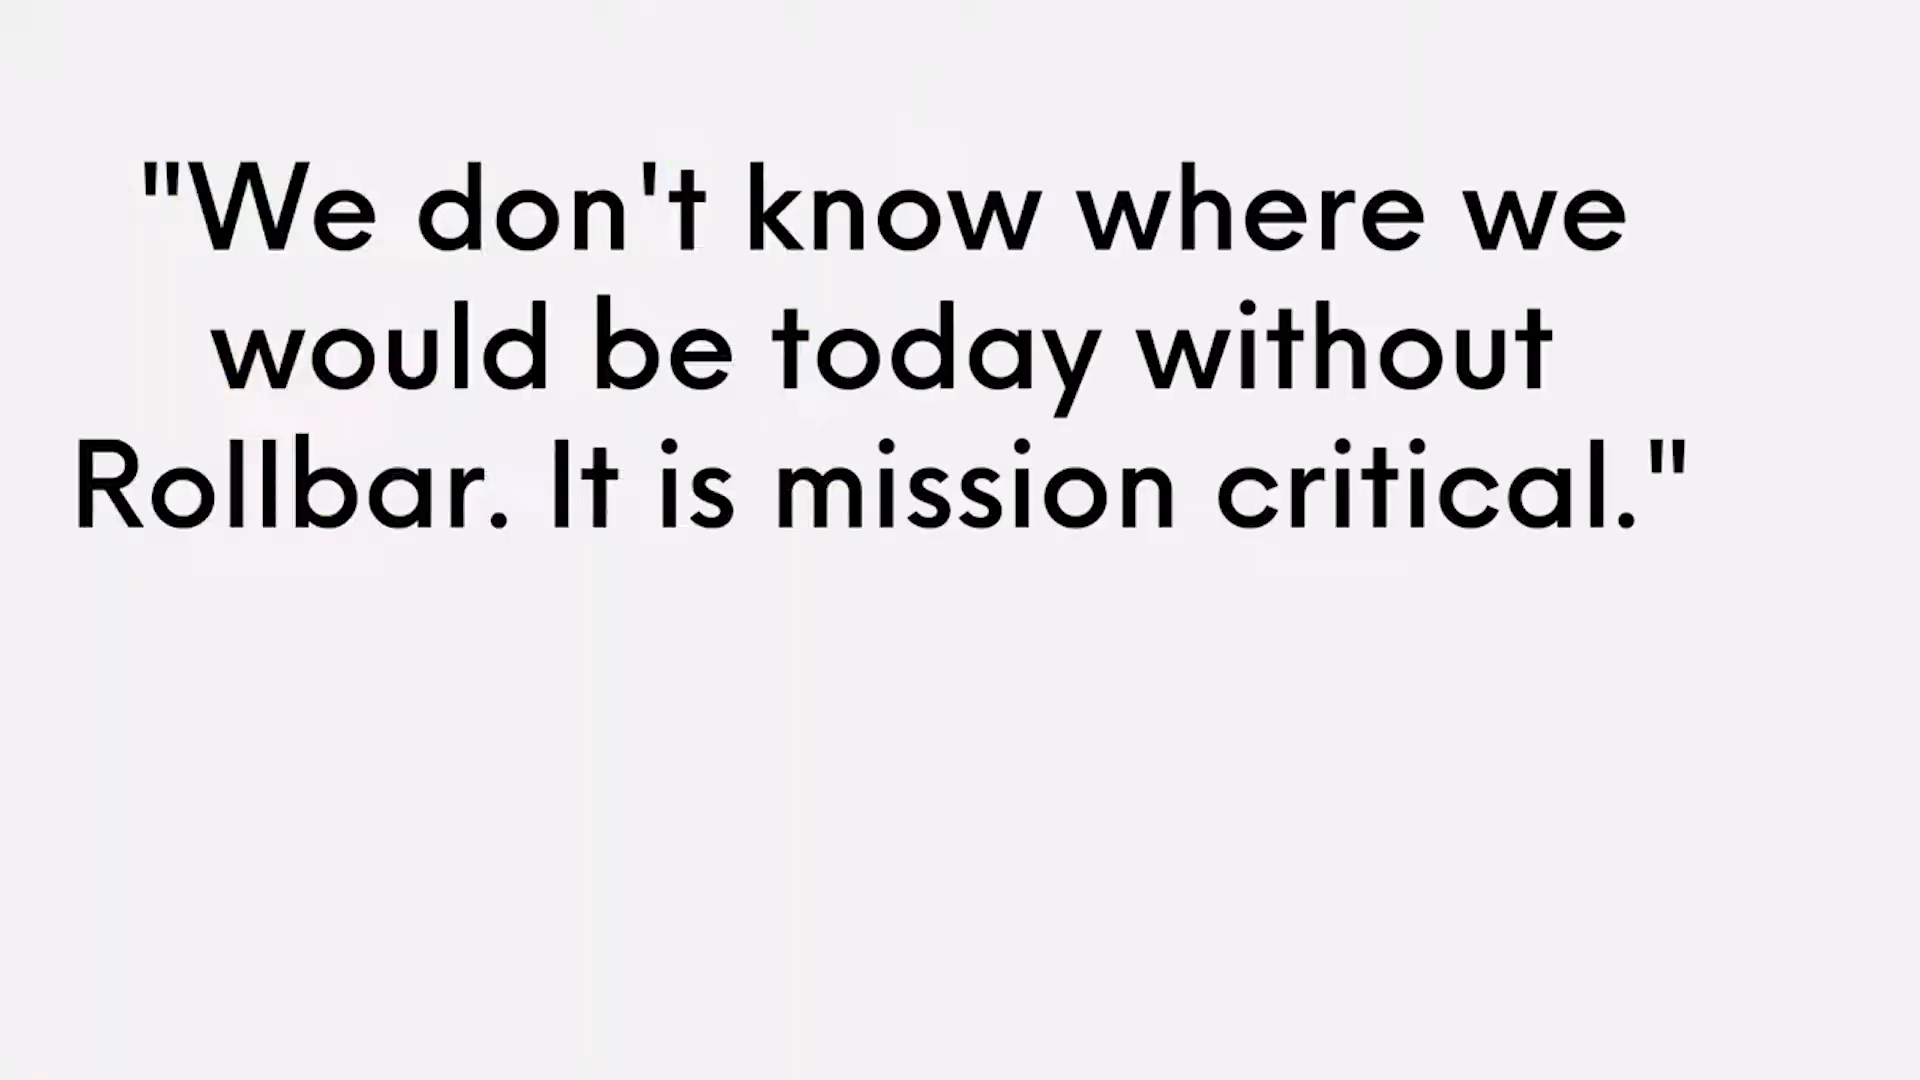 "We don't know where we
would be today without
Rollbar. It is mission critical."